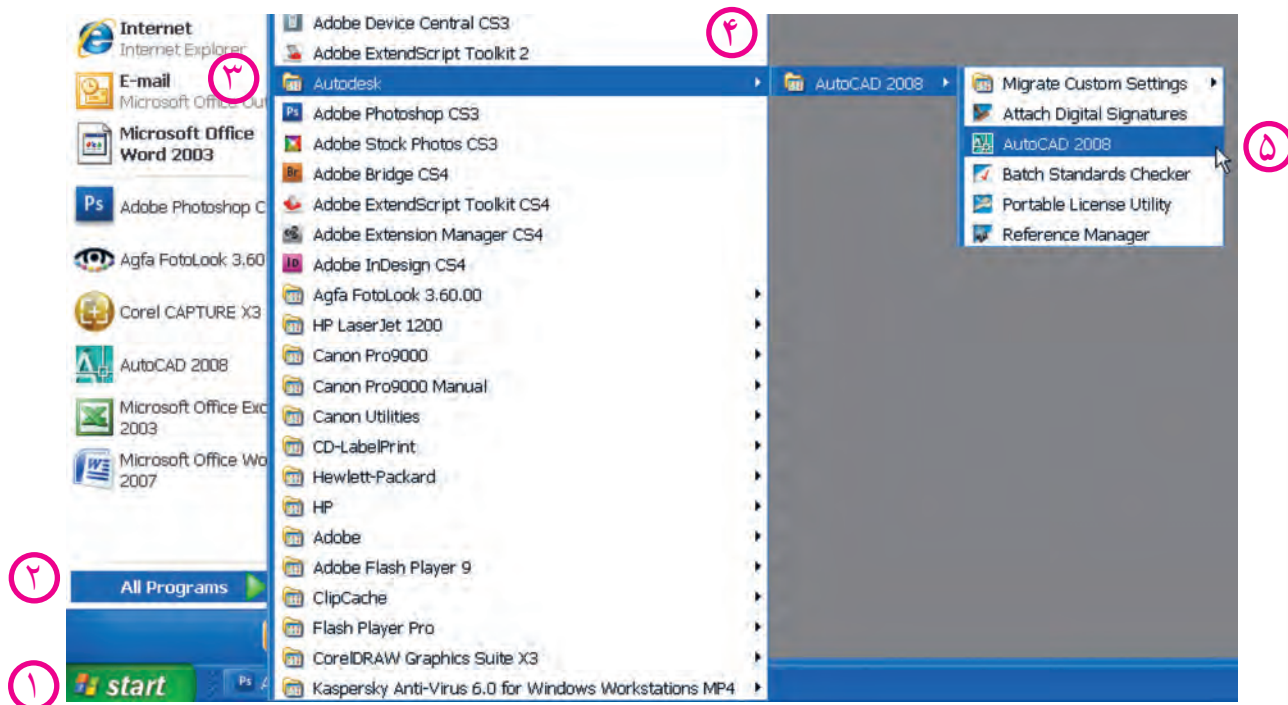 Internet
Internet Explorer
E-mail
Microsoft Office Out
Microsoft Office
Word 2003
Adobe Photoshop C
Agfa FotoLook 3.60
Corel CAPTURE X3
AutoCAD 2008
Microsoft Office Exc
2003
Microsoft Office Wo
2007
۲
All Programs
۱
start
۳
Adobe Device Central CS3
Adobe ExtendScript Toolkit 2
Autodesk
Adobe Photoshop CS3
Adobe Stock Photos CS3
Adobe Bridge CS4
Adobe ExtendScript Toolkit CS4
Adobe Extension Manager CS4
Adobe InDesign CS4
Agfa FotoLook 3.60.00
HP LaserJet 1200
Canon Pro9000
Canon Pro9000 Manual
Canon Utilities
CD-LabelPrint
Hewlett-Packard
HP
Adobe
Adobe Flash Player 9
ClipCache
Flash Player Pro
CorelDRAW Graphics Suite X3
Kaspersky Anti-Virus 6.0 for Windows Workstations MP4
۴
AutoCAD 2008
Migrate Custom Settings
Attach Digital Signatures
AutoCAD 2008
Batch Standards Checker
Portable License Utility
Reference Manager
۵